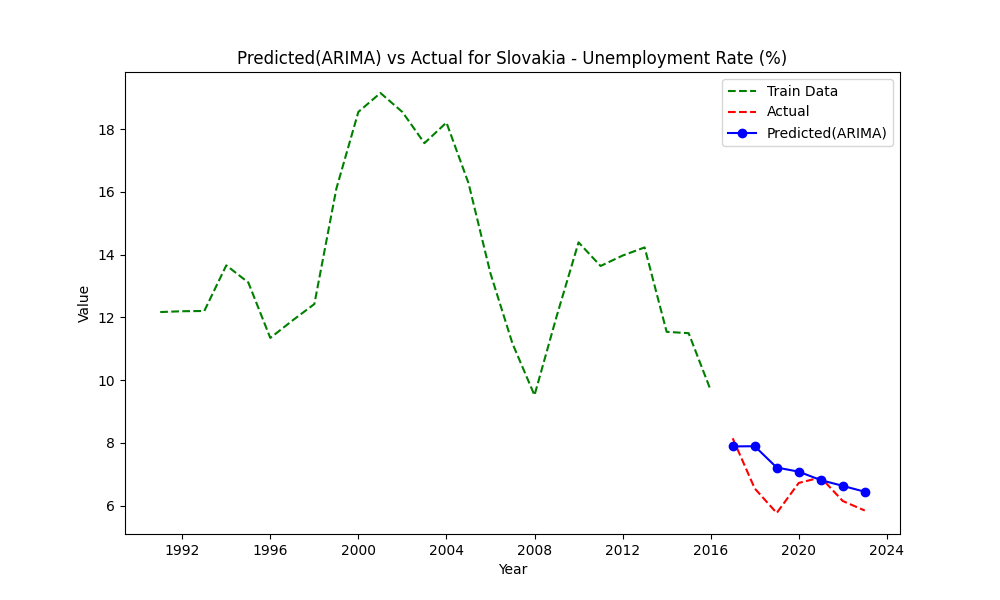 Predicted(ARIMA) vs Actual for Slovakia - Unemployment Rate (%)
Train Data
Actual
Predicted(ARIMA)
18
16
14
12
10
8
6
Value
1992
1996
2000
2004
2008
2012
2016
2020
2024
Year